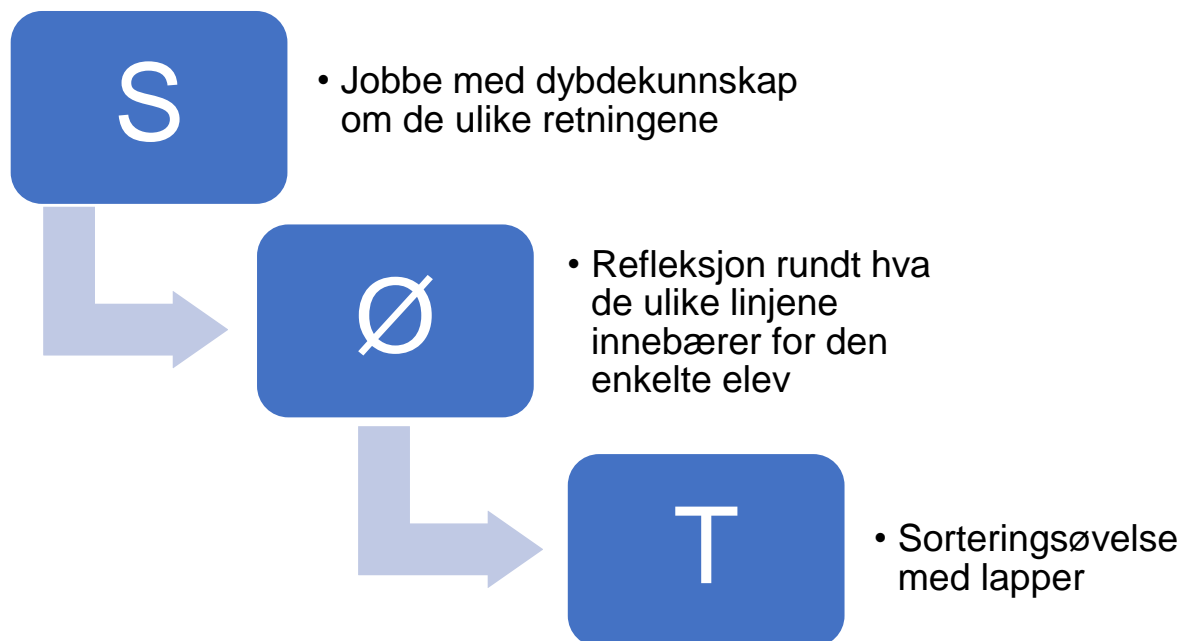 S
• Jobbe med dybdekunnskap
om de ulike retningene
Ø
• Refleksjon rundt hva
de ulike linjene
innebærer for den
enkelte elev
T
• Sorteringsøvelse
med lapper